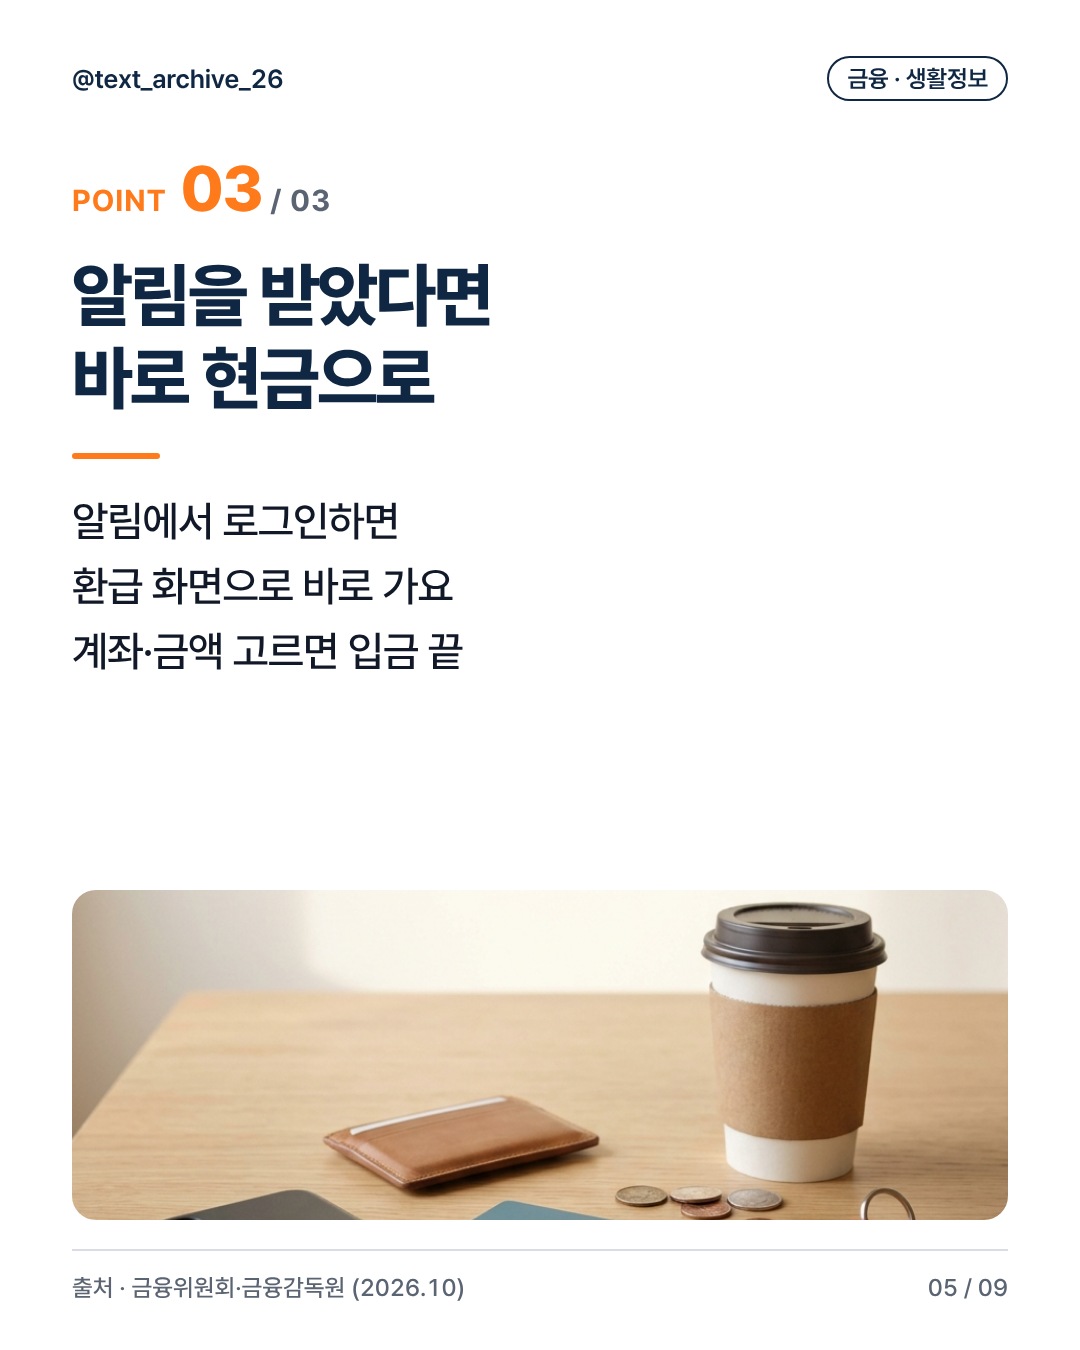 @text_archive_26
금융 · 생활정보
POINT 03 / 03
알림을 받았다면
바로 현금으로
알림에서 로그인하면
환급 화면으로 바로 가요
계좌·금액 고르면 입금 끝
출처 · 금융위원회·금융감독원 (2026.10)
05 / 09